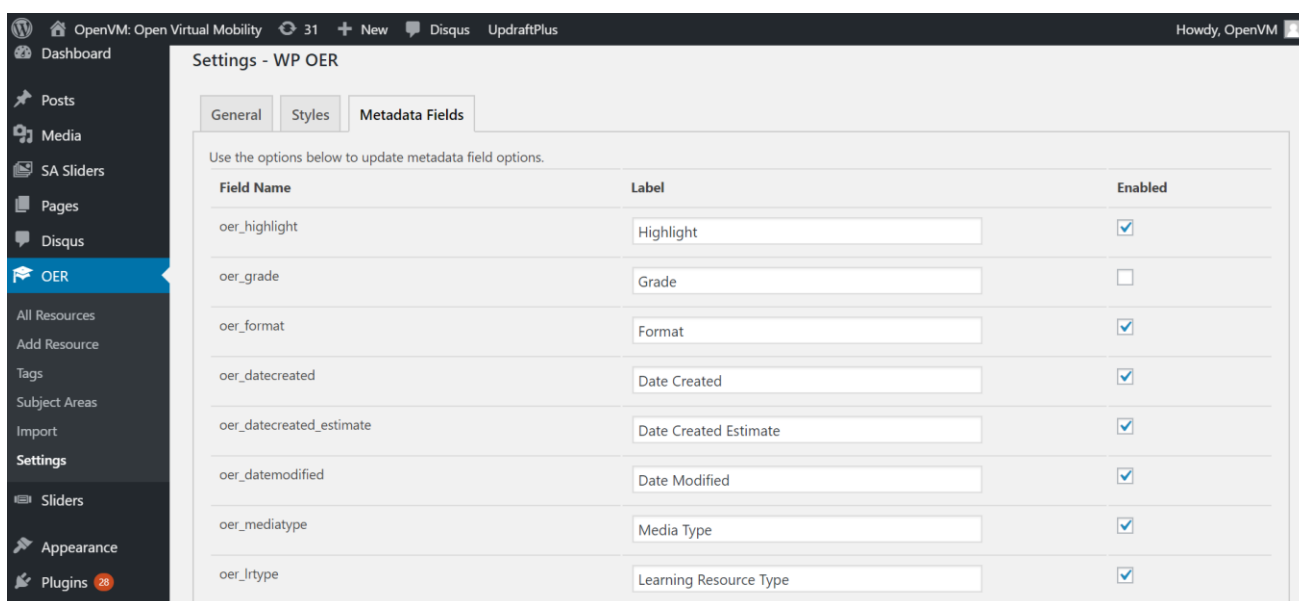 OpenVM: Open Virtual Mobility 31 New Disqus UpdraftPlus Howdy, OpenVM
Dashboard
Posts
Media
SA Sliders
Pages
Disqus
OER
All Resources
Add Resource
Tags
Subject Areas
Import
Settings
Sliders
Appearance
Plugins 28
Settings - WP OER
General Styles Metadata Fields
Use the options below to update metadata field options.
Field Name Label Enabled
oer_highlight Highlight
oer_grade Grade
oer_format Format
oer_datecreated Date Created
oer_datecreated_estimate Date Created Estimate
oer_datemodified Date Modified
oer_mediatype Media Type
oer_lrtype Learning Resource Type